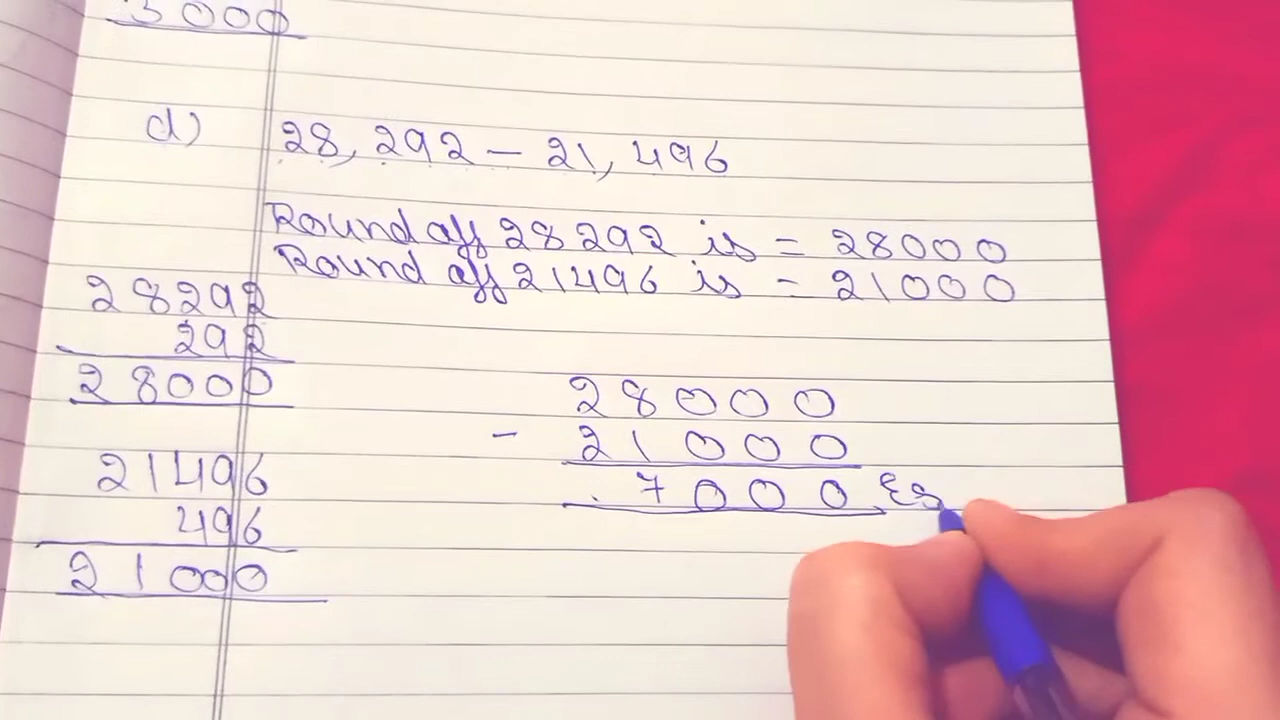 3000
d) 28,292 - 21,496
Round off 28292 is = 28000
Round off 21496 is = 21000
28292
292
28000
21496
496
21000
28000
- 21000
7000 Es